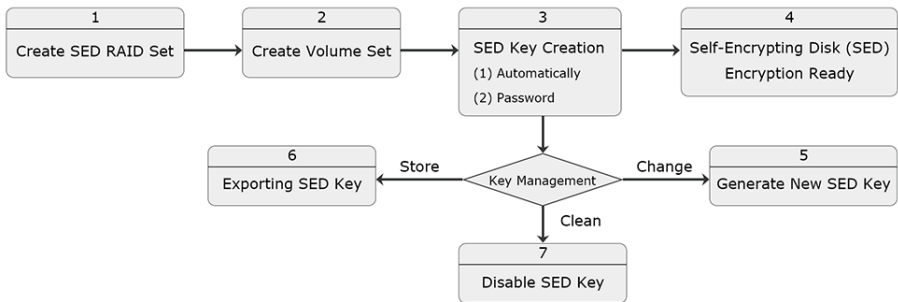 1
Create SED RAID Set
2
Create Volume Set
3
SED Key Creation
(1) Automatically
(2) Password
4
Self-Encrypting Disk (SED)
Encryption Ready
6
Exporting SED Key
Store
Key Management
Change
5
Generate New SED Key
Clean
7
Disable SED Key